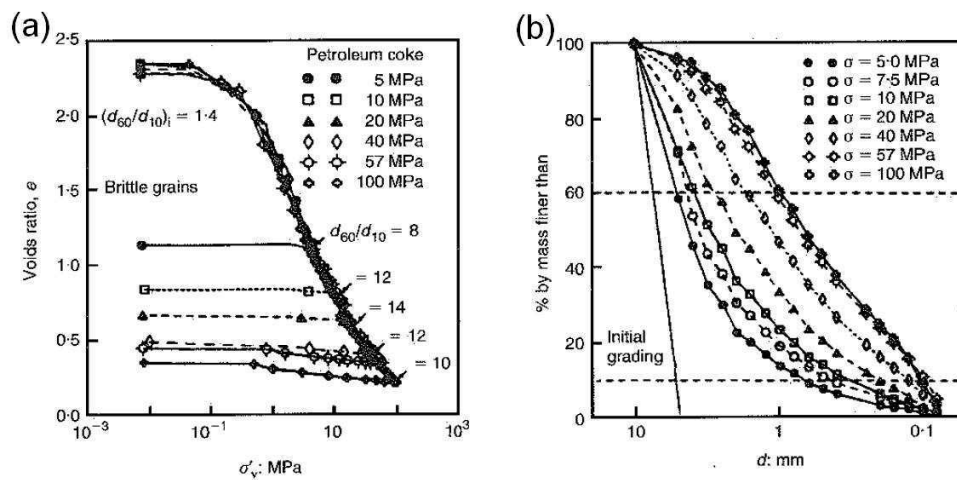 (a)
2·5
2·0
1·5
1·0
0·5
0·0
Voids ratio, e
10⁻³
10⁻¹
10¹
10³
σ′ᵥ: MPa
Petroleum coke
5 MPa
10 MPa
20 MPa
40 MPa
57 MPa
100 MPa
(d₆₀/d₁₀)ᵢ = 1·4
Brittle grains
d₆₀/d₁₀ = 8
= 12
= 14
= 12
= 10
(b)
100
80
60
40
20
10
0
% by mass finer than
10
1
0·1
d: mm
σ = 5·0 MPa
σ = 7·5 MPa
σ = 10 MPa
σ = 20 MPa
σ = 40 MPa
σ = 57 MPa
σ = 100 MPa
Initial
grading